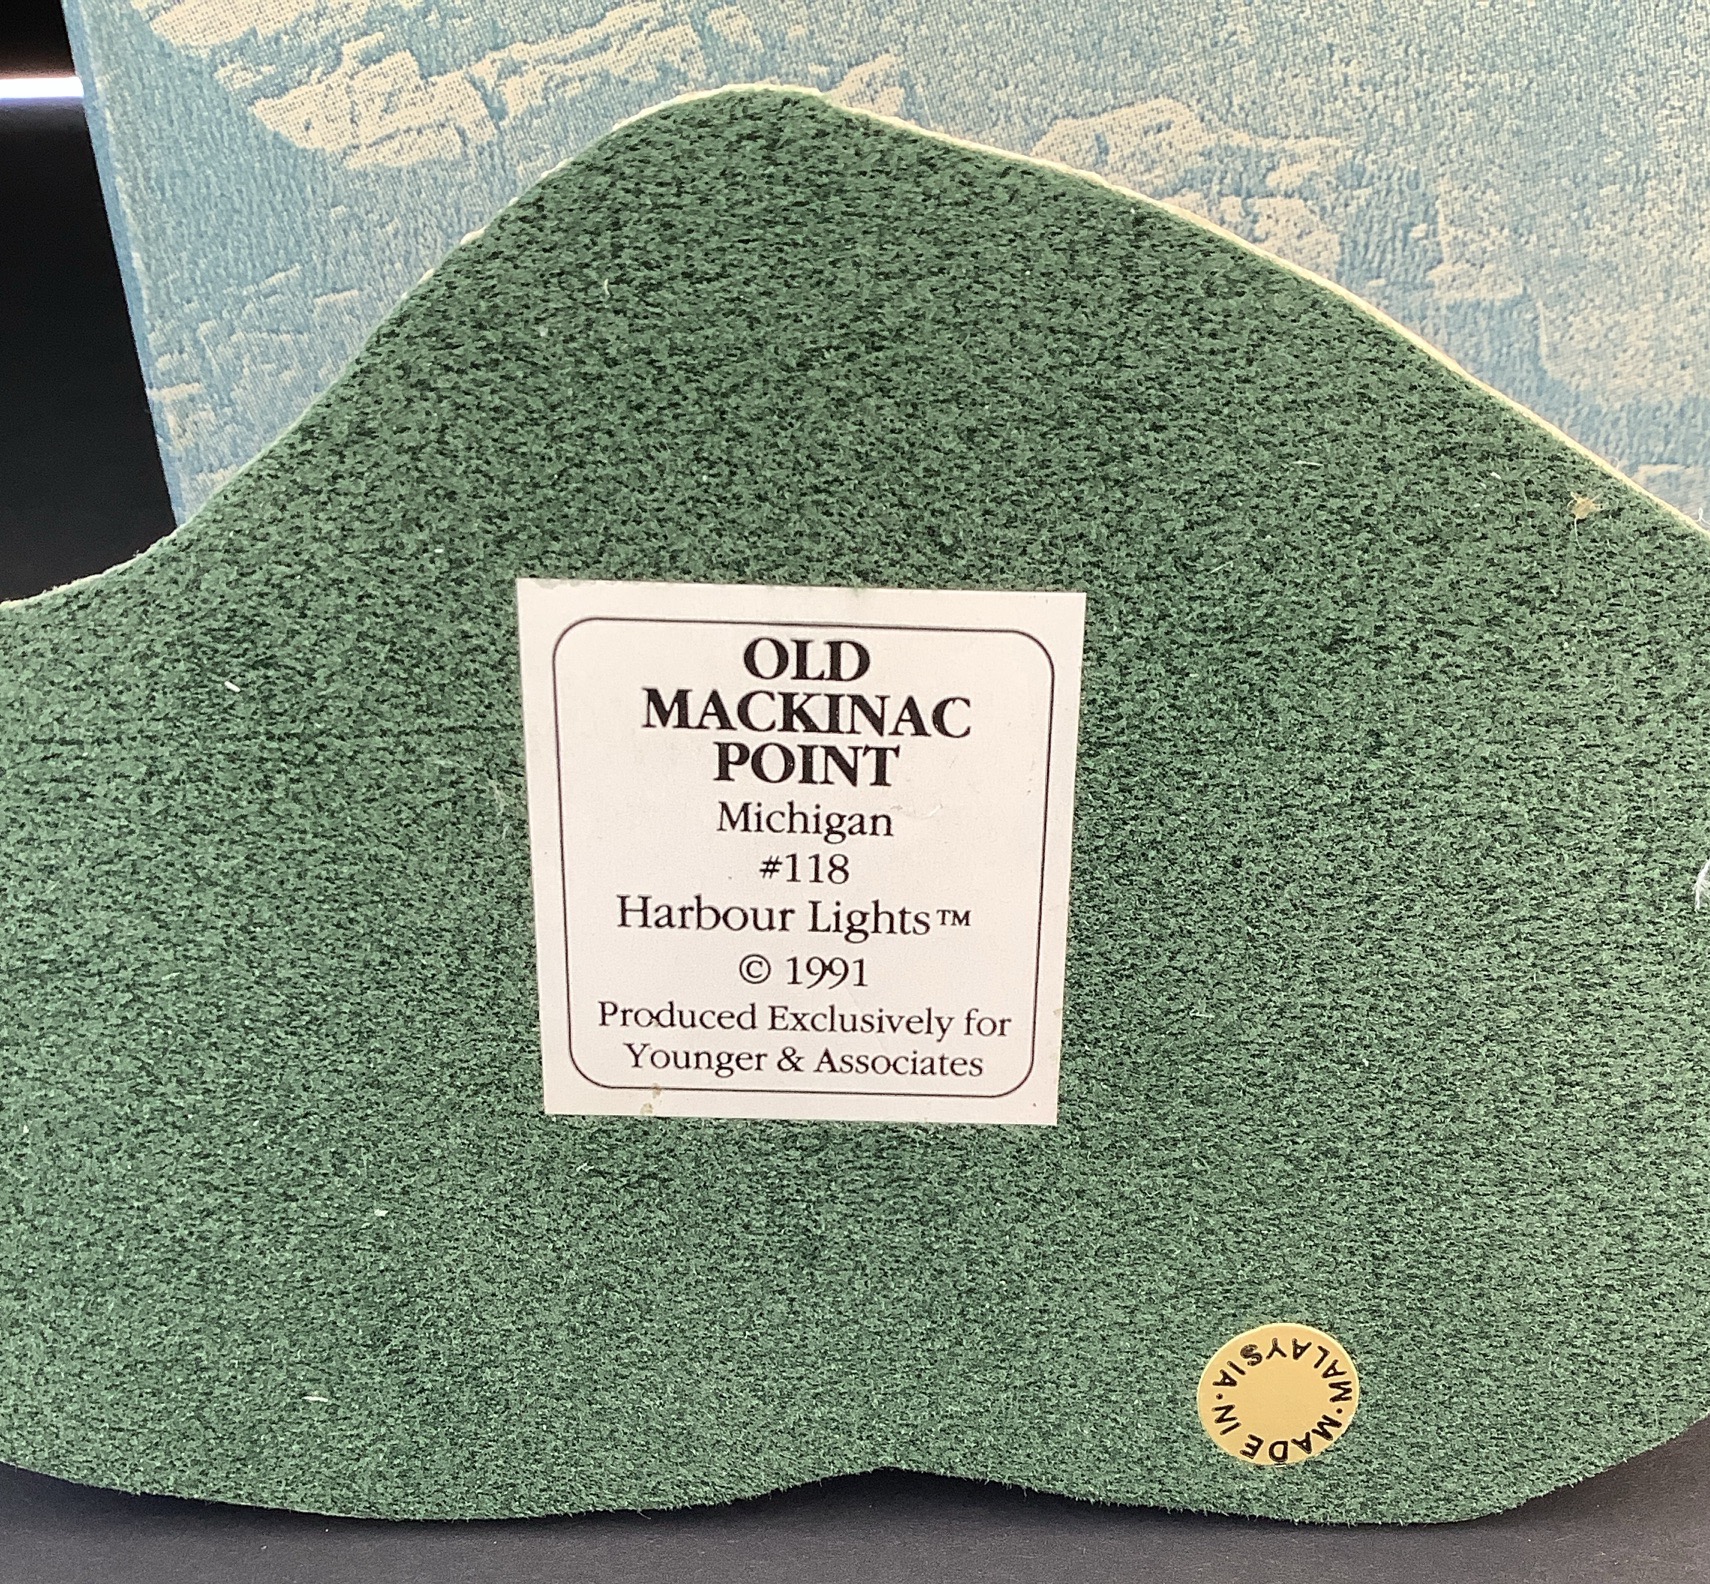 OLD
MACKINAC
POINT
Michigan
#118
Harbour Lights™
© 1991
Produced Exclusively for
Younger & Associates
MADE IN MALAYSIA